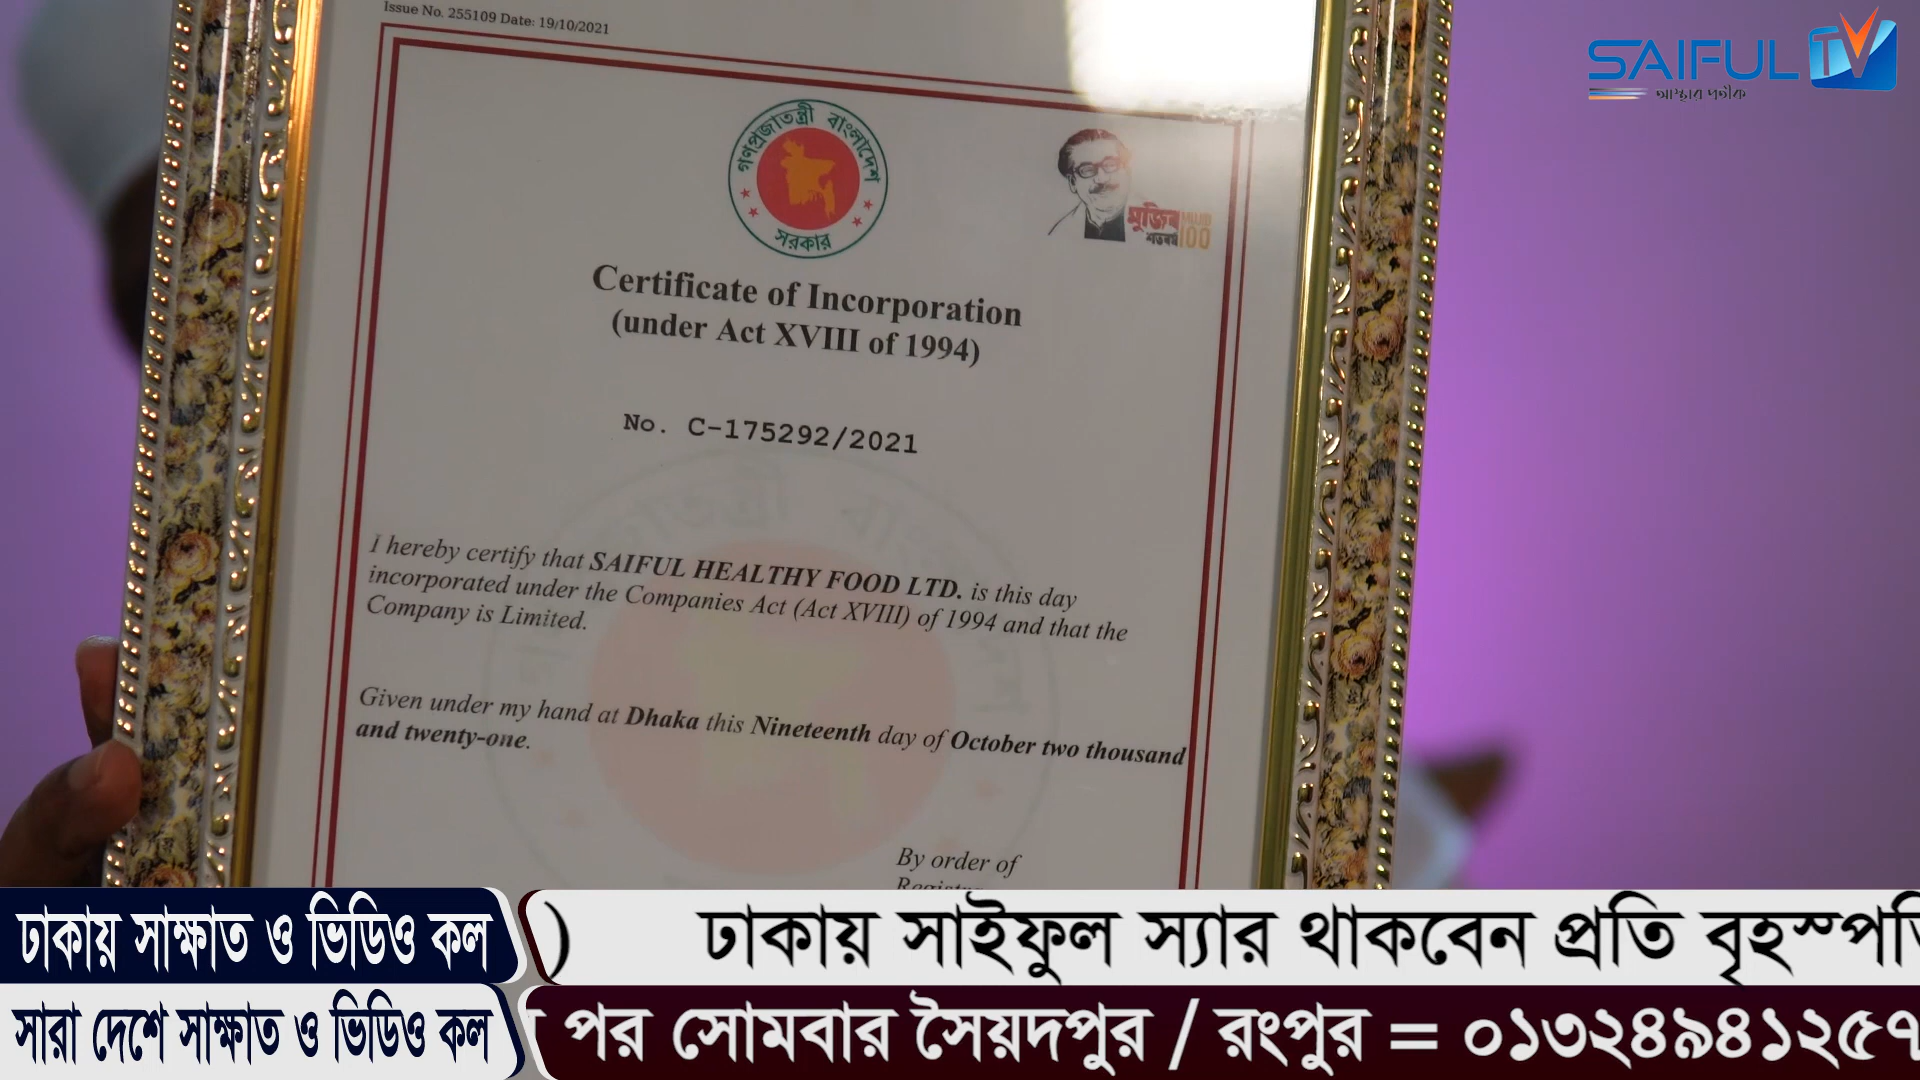 Issue No. 255109 Date: 19/10/2021
SAIFUL TV
আস্থার প্রতীক
গণপ্রজাতন্ত্রী বাংলাদেশ
সরকার
মুজিব
শতবর্ষ 100
Certificate of Incorporation
(under Act XVIII of 1994)
No. C-175292/2021
I hereby certify that SAIFUL HEALTHY FOOD LTD. is this day
incorporated under the Companies Act (Act XVIII) of 1994 and that the
Company is Limited.
Given under my hand at Dhaka this Nineteenth day of October two thousand
and twenty-one.
By order of
ঢাকায় সাক্ষাত ও ভিডিও কল
) ঢাকায় সাইফুল স্যার থাকবেন প্রতি
সারা দেশে সাক্ষাত ও ভিডিও কল
পর সোমবার সৈয়দপুর / রংপুর = ০১৩২৪৯৪১২৫৭